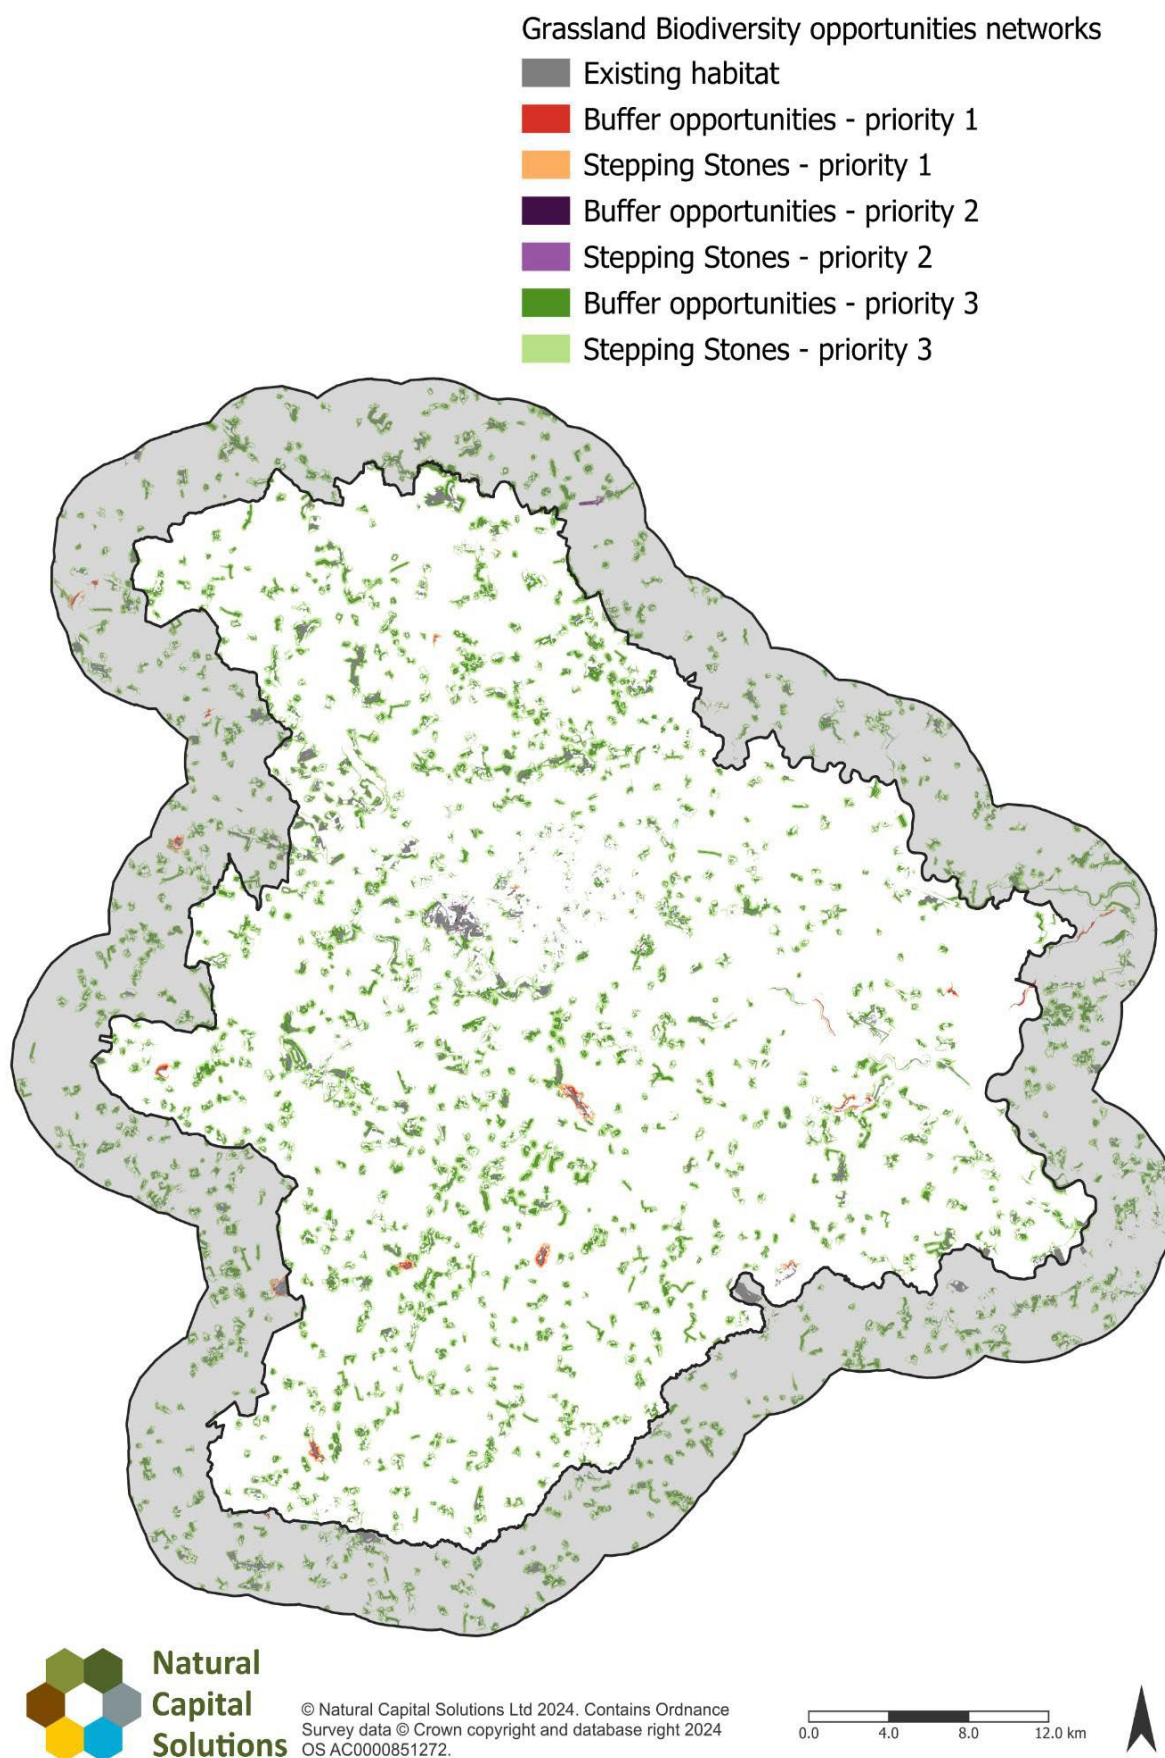 Grassland Biodiversity opportunities networks
Existing habitat
Buffer opportunities - priority 1
Stepping Stones - priority 1
Buffer opportunities - priority 2
Stepping Stones - priority 2
Buffer opportunities - priority 3
Stepping Stones - priority 3
Natural
Capital
Solutions
© Natural Capital Solutions Ltd 2024. Contains Ordnance
Survey data © Crown copyright and database right 2024
OS AC0000851272.
0.0 4.0 8.0 12.0 km